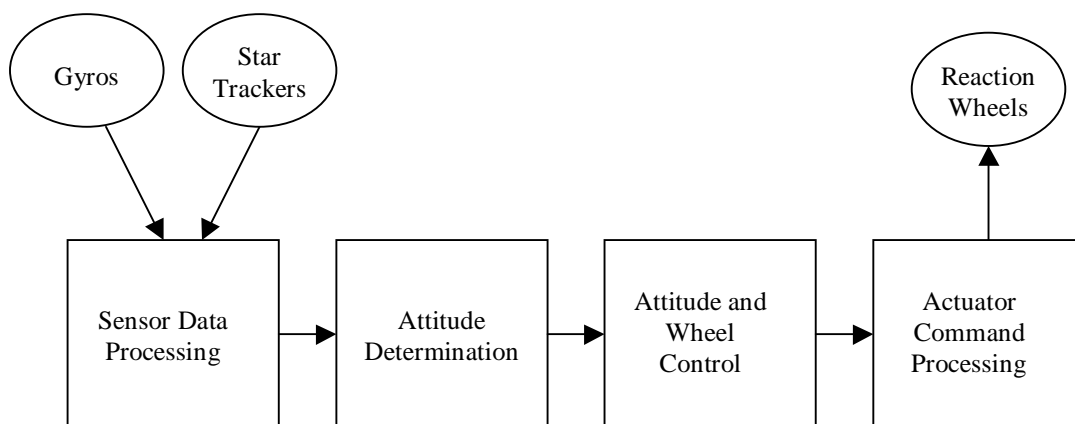 Gyros
Star
Trackers
Reaction
Wheels
Sensor Data
Processing
Attitude
Determination
Attitude and
Wheel
Control
Actuator
Command
Processing